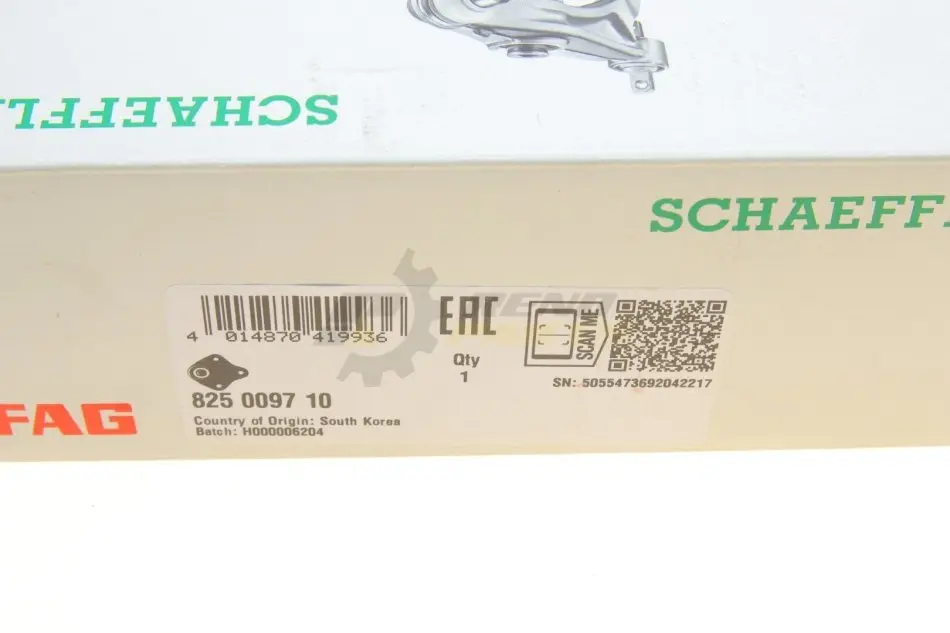 SCHAEFFL
SCHAEFF
4 014870 419936
EAC
SCAN ME
Qty
1
SN: 5055473692042217
825 0097 10
Country of Origin: South Korea
Batch: H000006204
FAG